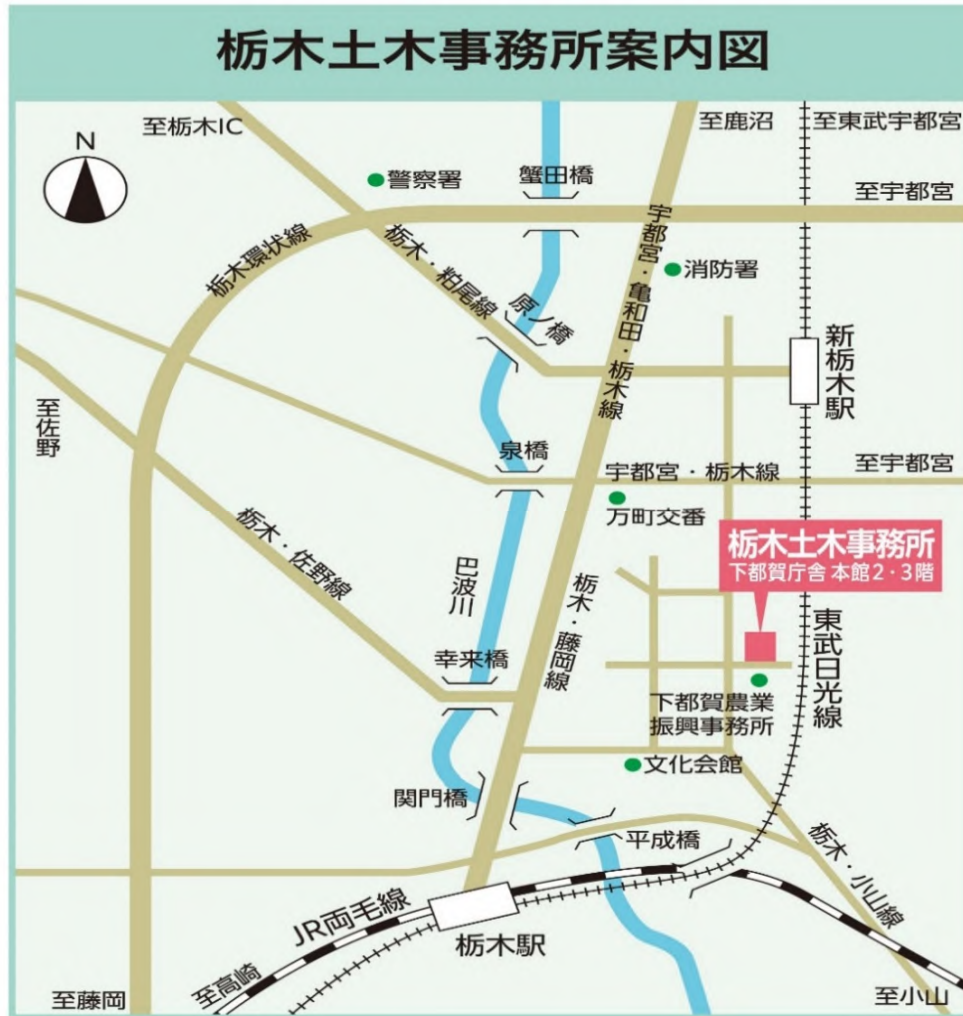 栃木土木事務所案内図
至栃木IC
至鹿沼
至東武宇都宮
N
警察署
蟹田橋
至宇都宮
栃木環状線
栃木・粕尾線
原ノ橋
宇都宮・亀和田・栃木線
消防署
新栃木駅
至佐野
泉橋
宇都宮・栃木線
至宇都宮
万町交番
栃木・佐野線
巴波川
栃木・藤岡線
栃木土木事務所
下都賀庁舎 本館2・3階
東武日光線
幸来橋
下都賀農業
振興事務所
文化会館
関門橋
平成橋
栃木・小山線
JR両毛線
栃木駅
至高崎
至藤岡
至小山